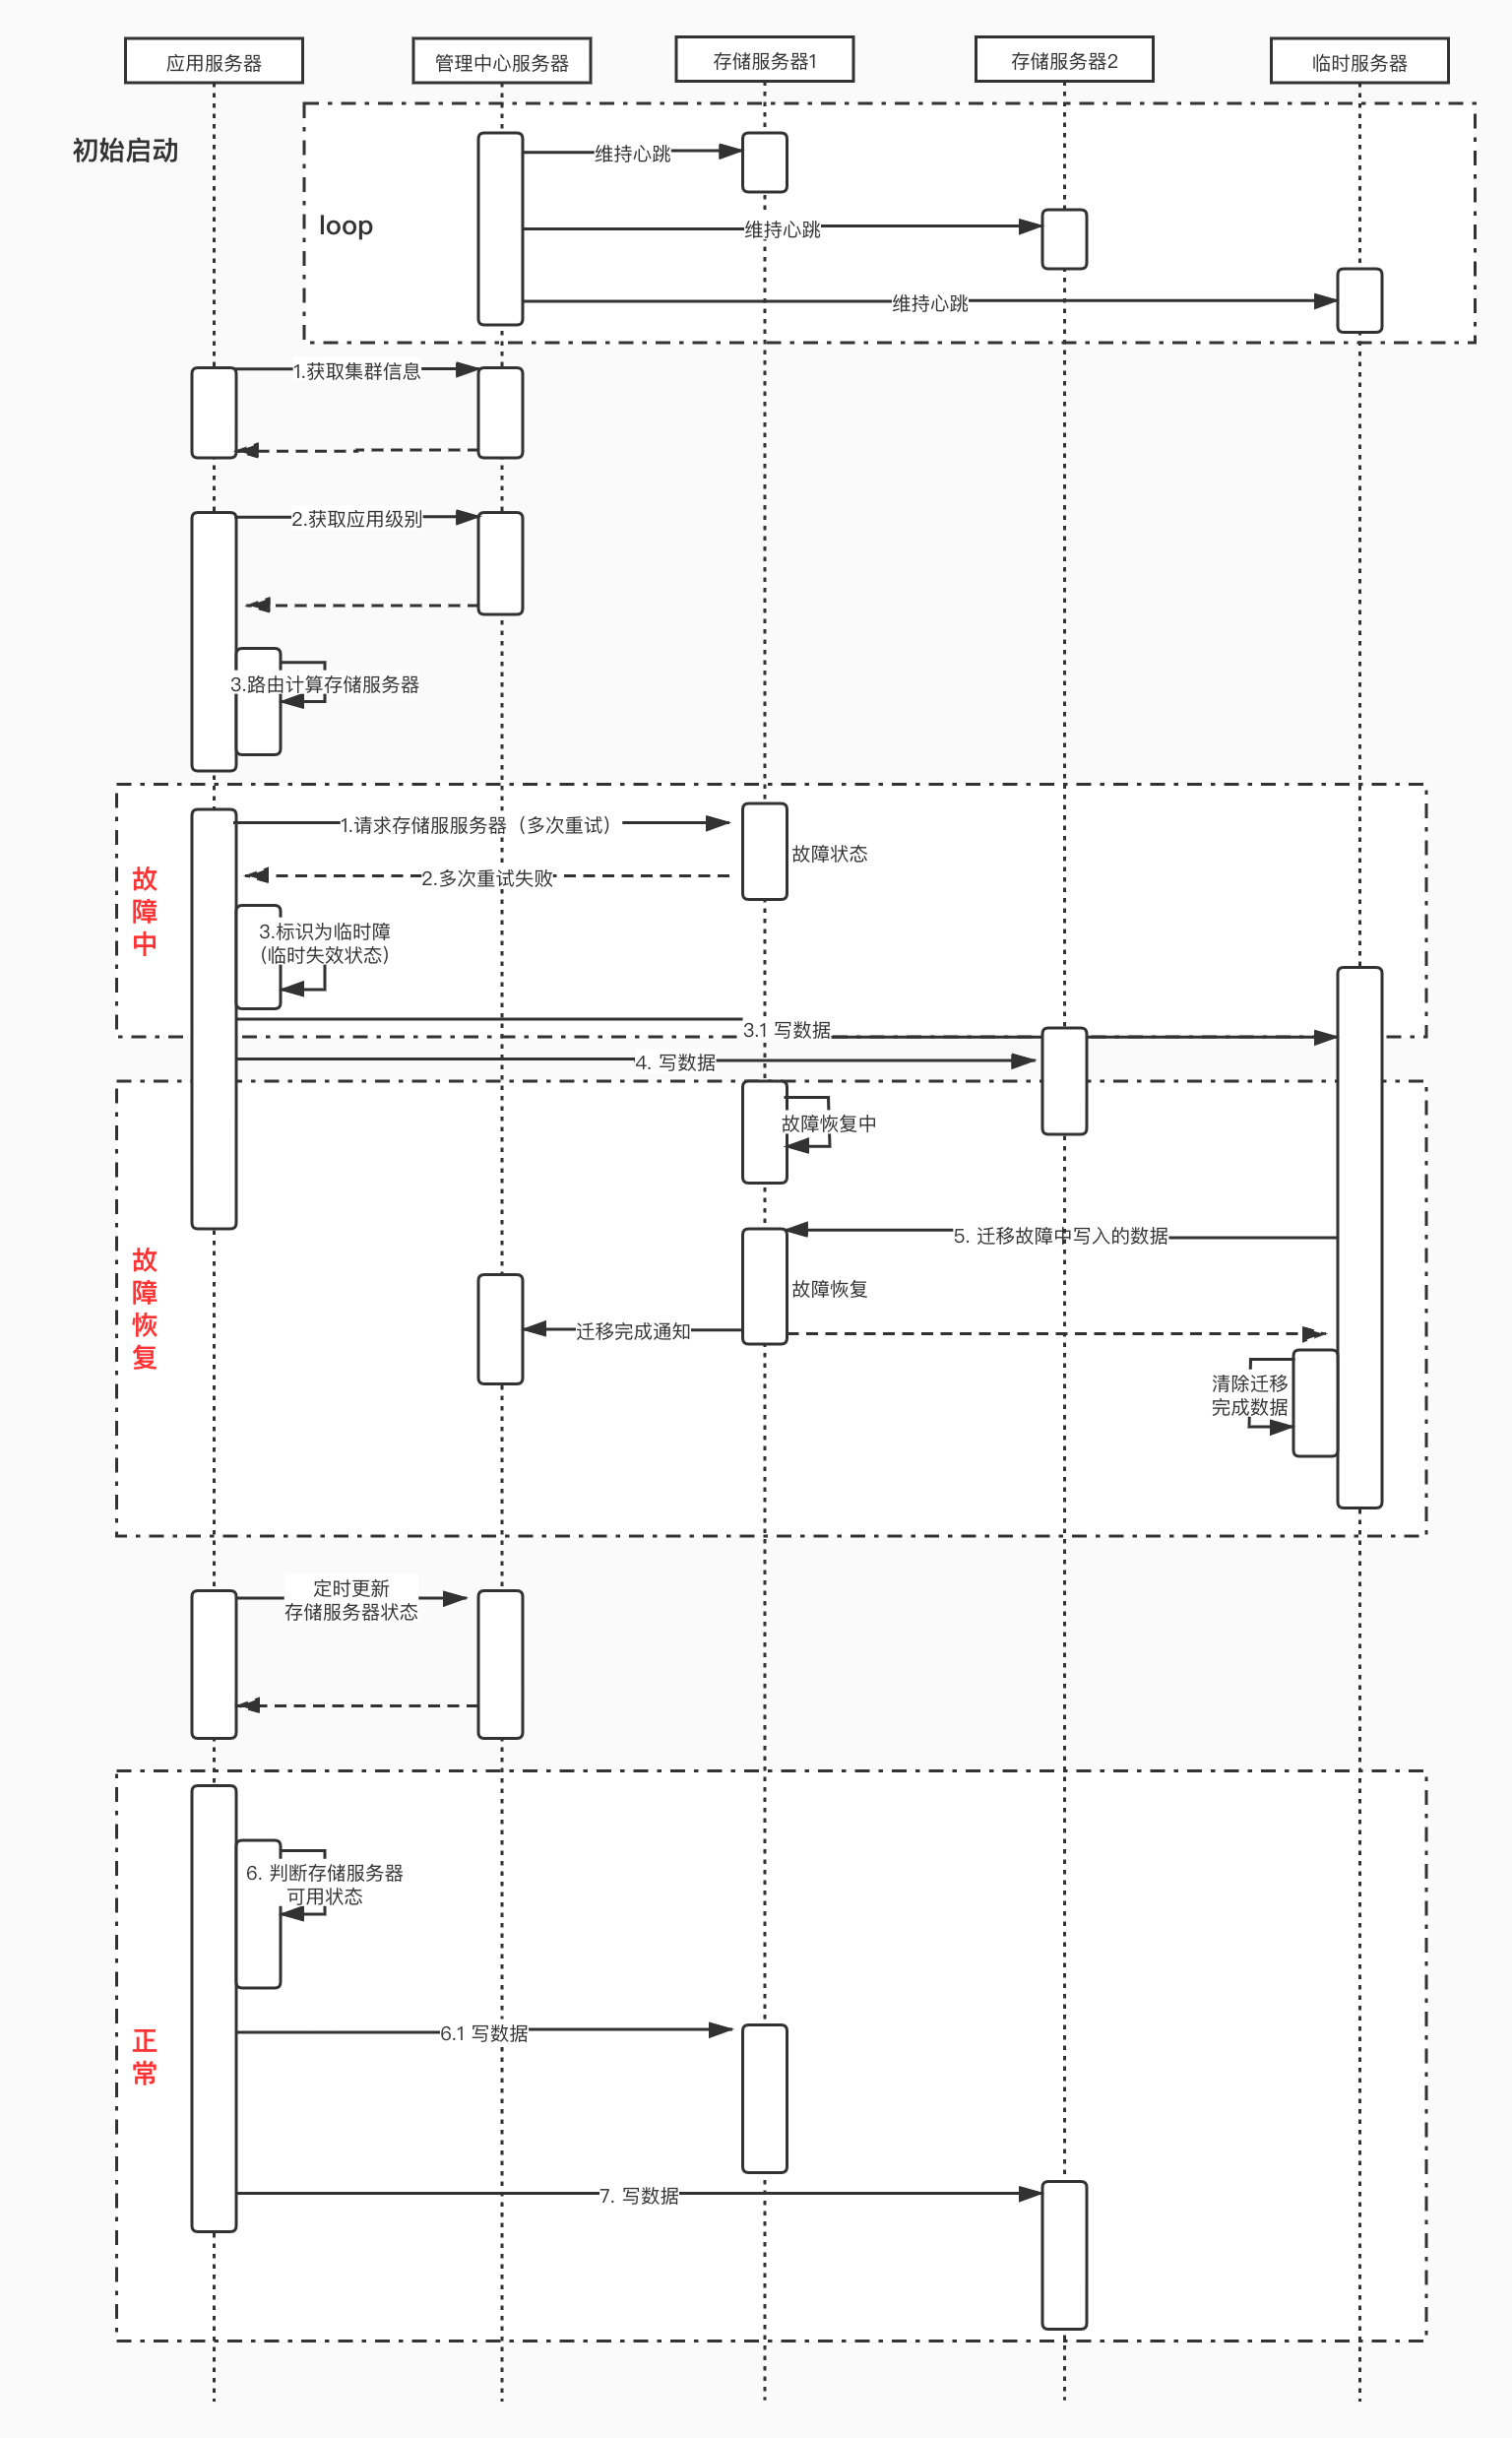 应用服务器
管理中心服务器
存储服务器1
存储服务器2
临时服务器
初始启动
维持心跳
loop
维持心跳
维持心跳
1.获取集群信息
2.获取应用级别
3.路由计算存储服务器
1.请求存储服服务器（多次重试）
故障状态
故
障
中
2.多次重试失败
3.标识为临时障
(临时失效状态)
3.1 写数据
4. 写数据
故障恢复中
5. 迁移故障中写入的数据
故
障
恢
复
故障恢复
迁移完成通知
清除迁移
完成数据
定时更新
存储服务器状态
6. 判断存储服务器
可用状态
6.1 写数据
正
常
7. 写数据